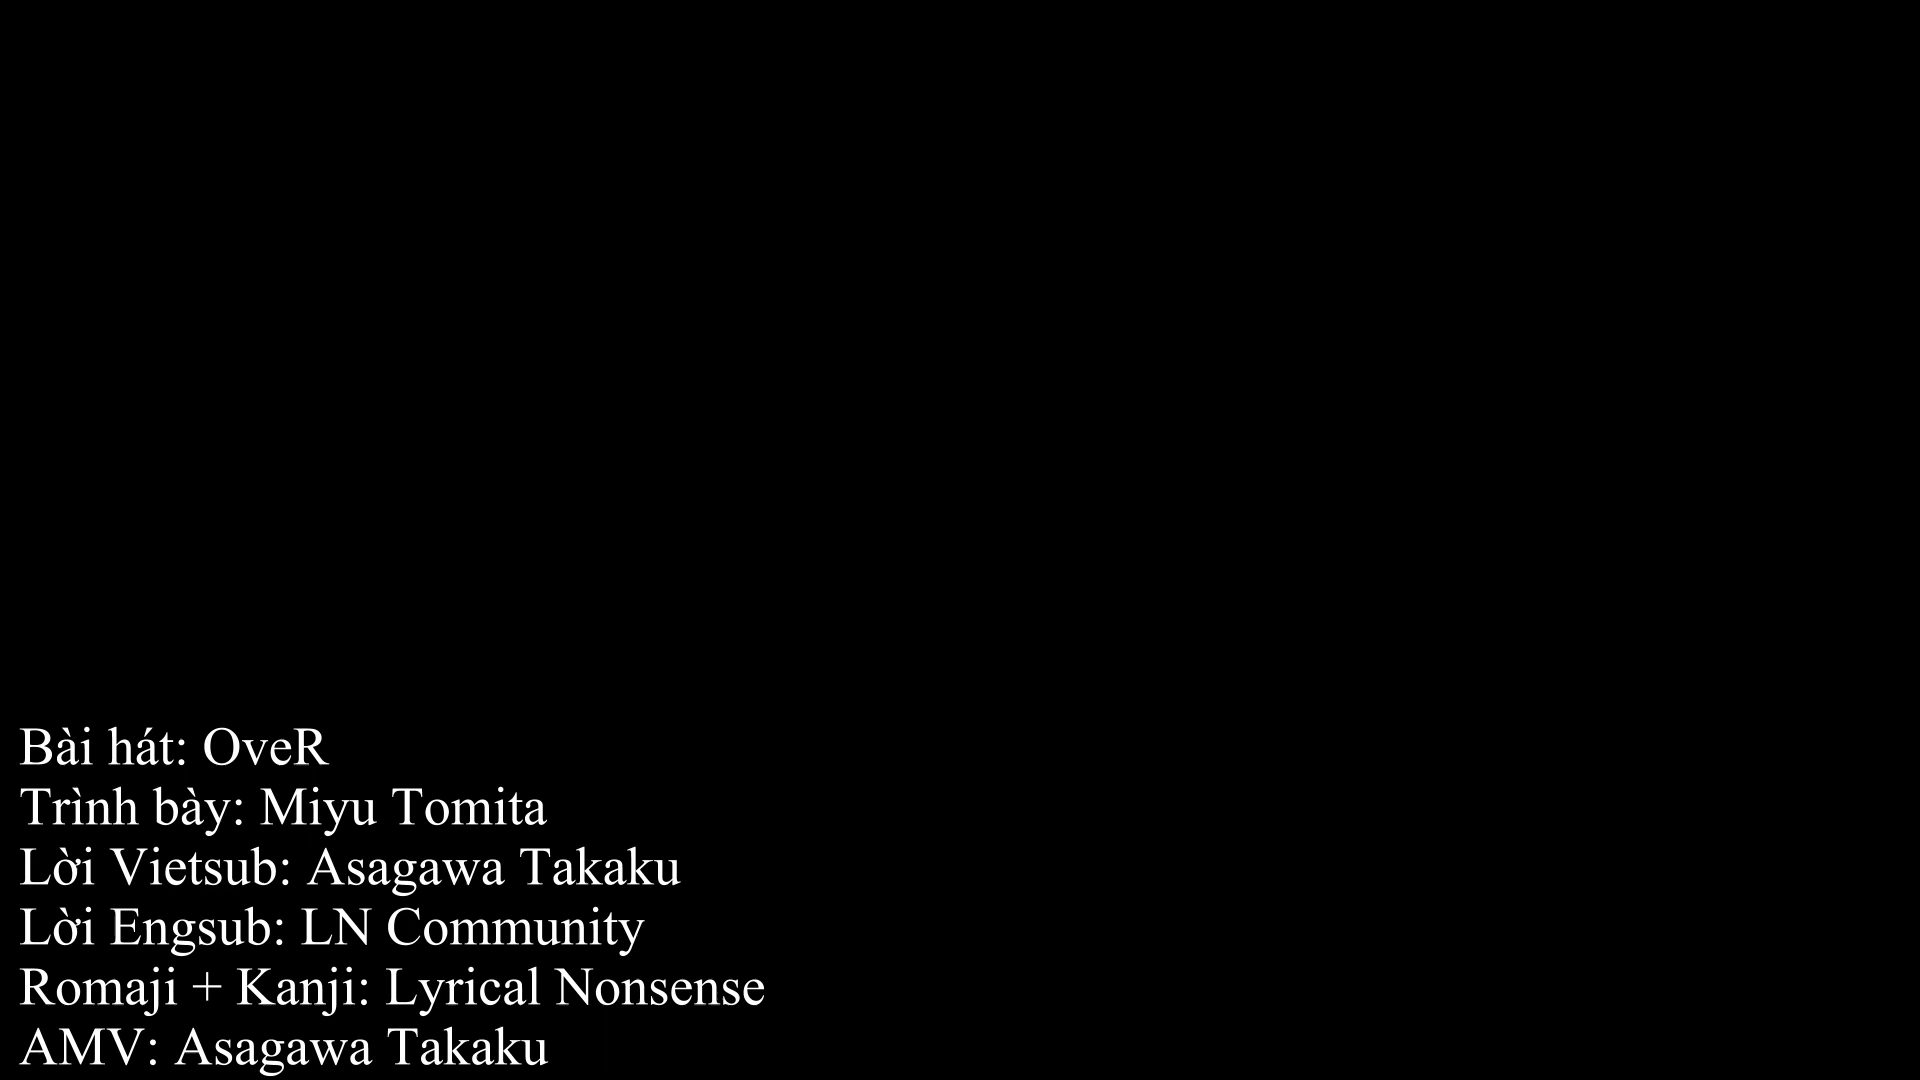 Bài hát: OveR
Trình bày: Miyu Tomita
Lời Vietsub: Asagawa Takaku
Lời Engsub: LN Community
Romaji + Kanji: Lyrical Nonsense
AMV: Asagawa Takaku